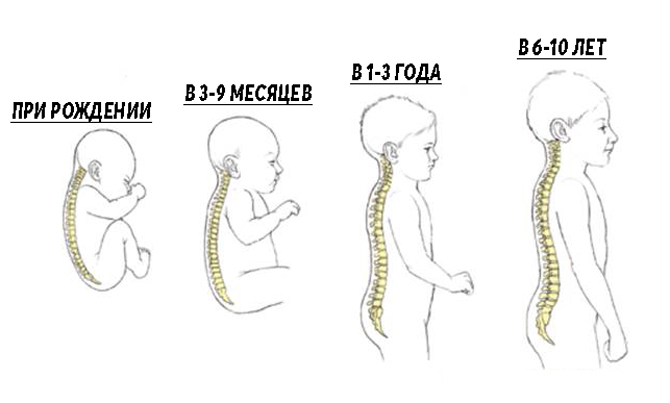 ПРИ РОЖДЕНИИ
В 3-9 МЕСЯЦЕВ
В 1-3 ГОДА
В 6-10 ЛЕТ